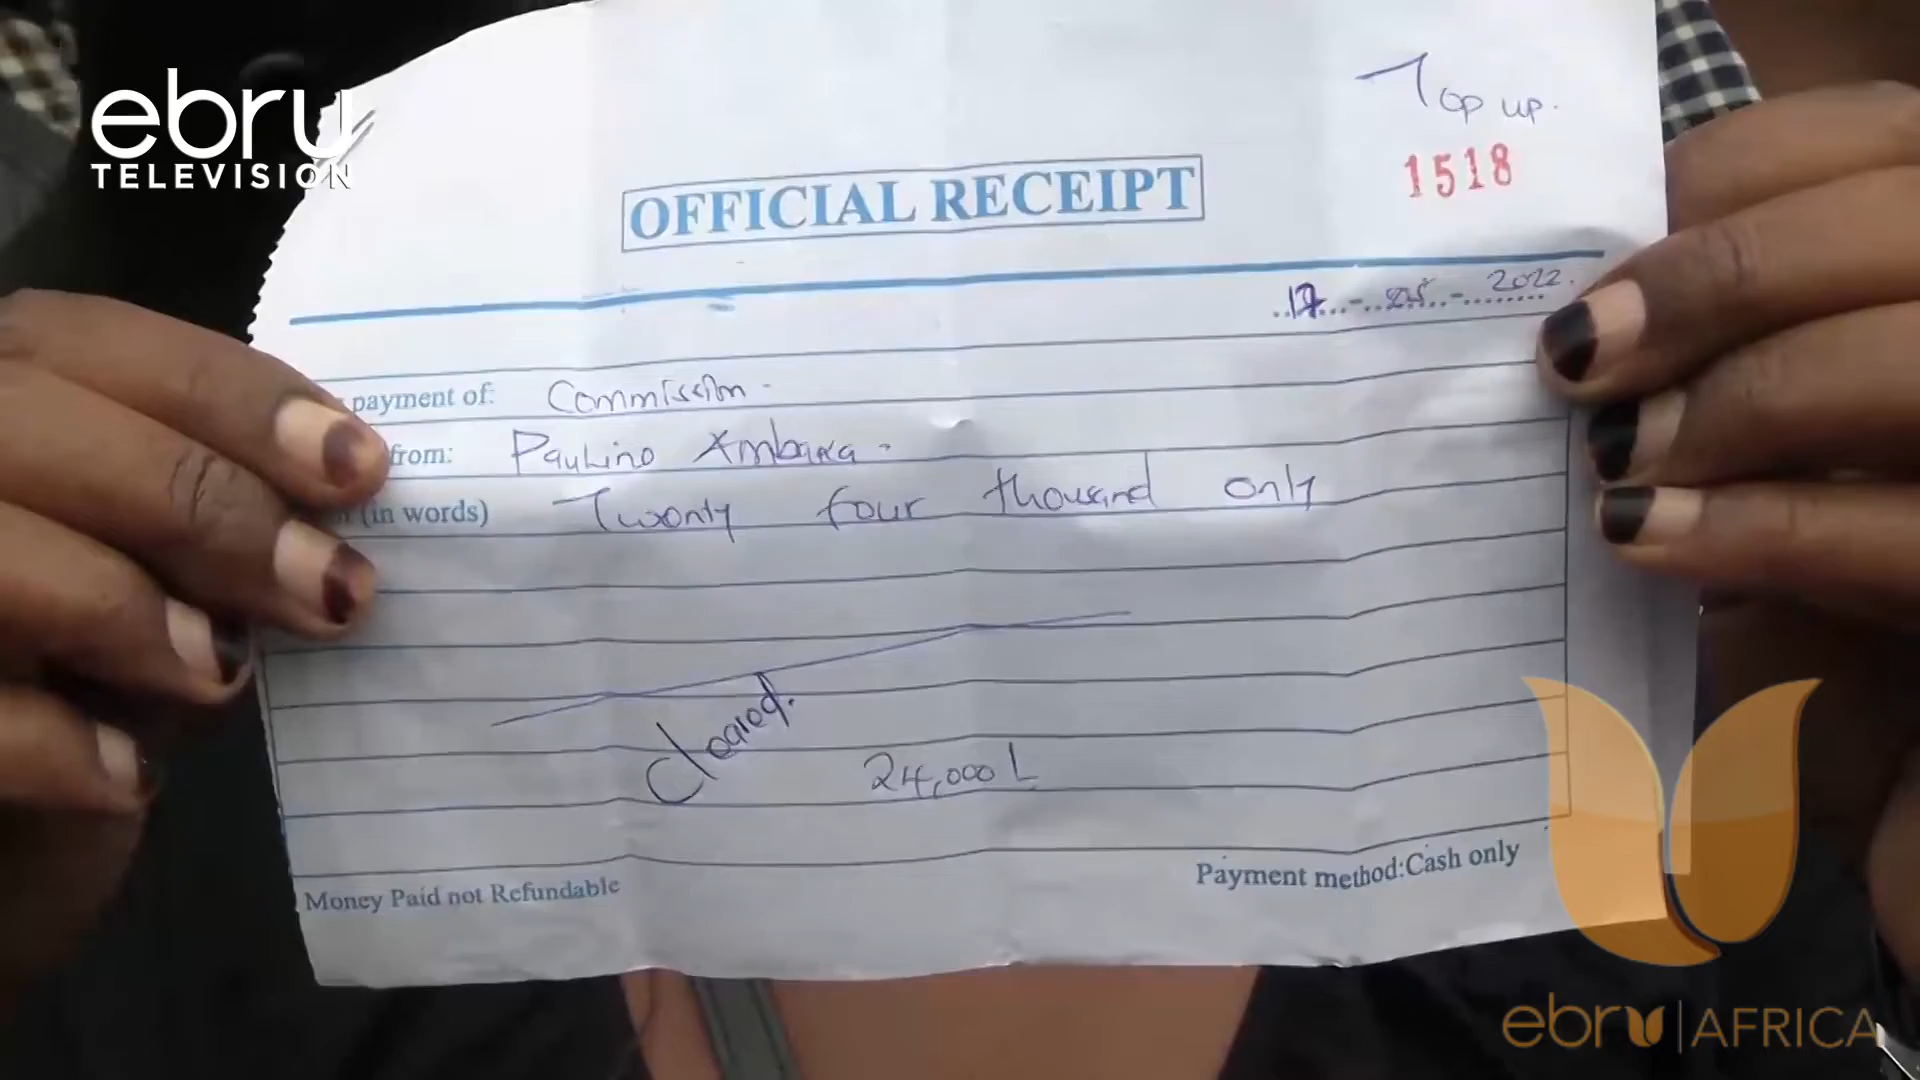 ebru
TELEVISION
Top up.
1518
OFFICIAL RECEIPT
17-05-2022.
payment of: Commission.
from: Paulino Ambaka.
(in words) Twenty four thousand only
Cleared.
24,000 L
Money Paid not Refundable
Payment method:Cash only
ebru | AFRICA